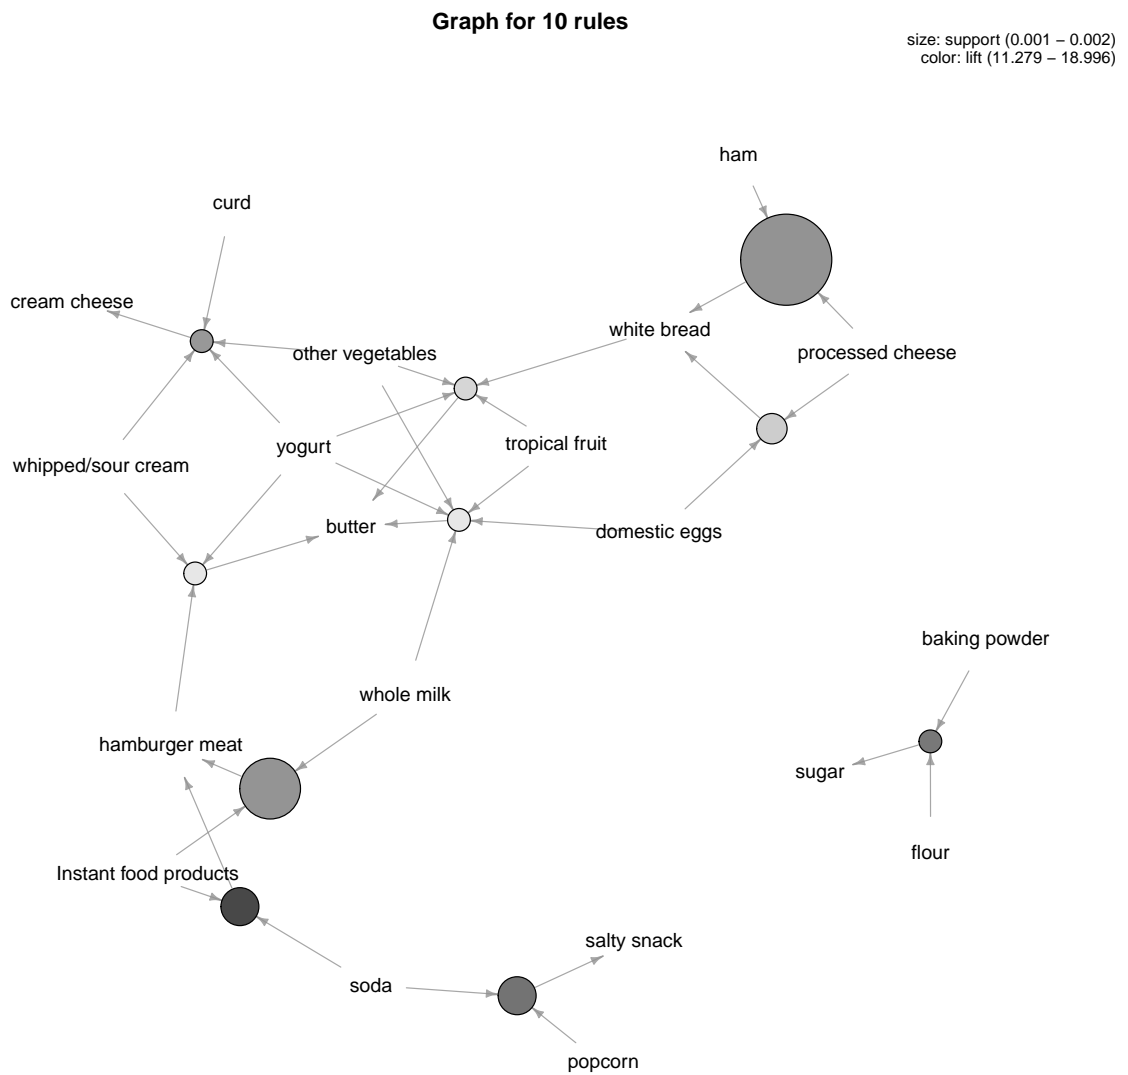 Graph for 10 rules
size: support (0.001 − 0.002)
color: lift (11.279 − 18.996)
ham
curd
cream cheese
white bread
other vegetables
processed cheese
yogurt
tropical fruit
whipped/sour cream
butter
domestic eggs
baking powder
whole milk
hamburger meat
sugar
flour
Instant food products
salty snack
soda
popcorn